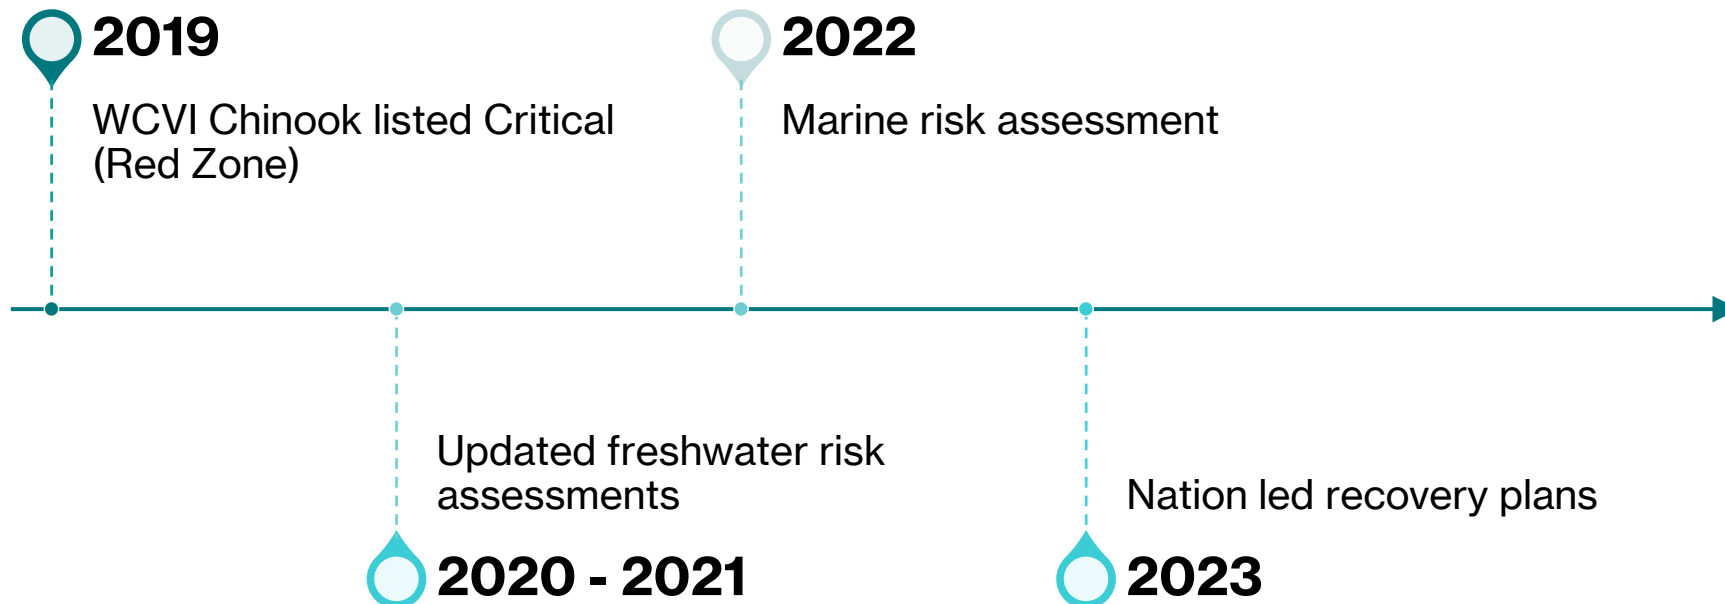 2019
WCVI Chinook listed Critical
(Red Zone)
Updated freshwater risk
assessments
2020 - 2021
2022
Marine risk assessment
Nation led recovery plans
2023